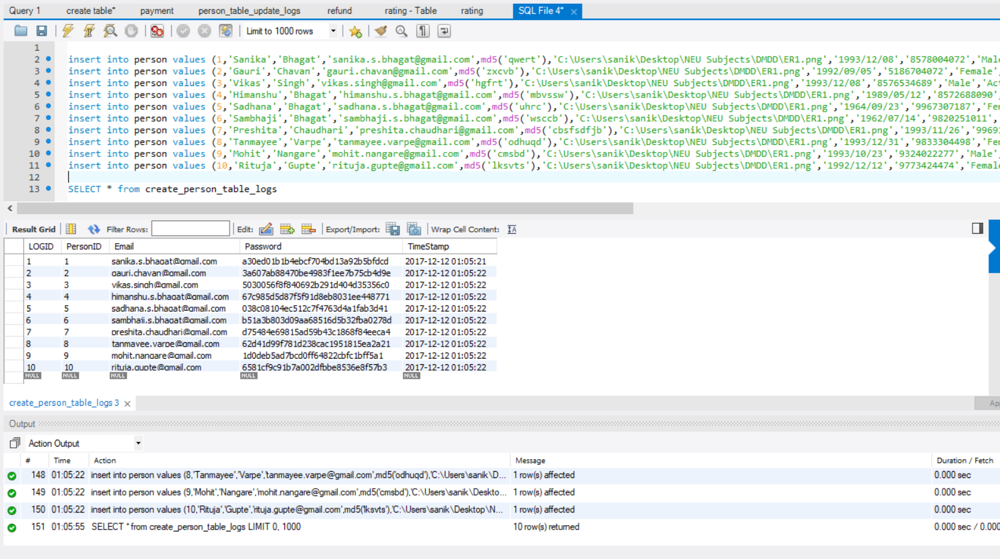 Query 1 create table* payment person_table_update_logs refund rating - Table rating SQL File 4*
Limit to 1000 rows
1
2 insert into person values (1,'Sanika','Bhagat','sanika.s.bhagat@gmail.com',md5('qwert'),'C:\Users\sanik\Desktop\NEU Subjects\DMDD\ER1.png','1993/12/08','8578004072','Male
3 insert into person values (2,'Gauri','Chavan','gauri.chavan@gmail.com',md5('zxcvb'),'C:\Users\sanik\Desktop\NEU Subjects\DMDD\ER1.png','1992/09/05','5186704072','Female'
4 insert into person values (3,'Vikas','Singh','vikas.singh@gmail.com',md5('hgfrt'),'C:\Users\sanik\Desktop\NEU Subjects\DMDD\ER1.png','1993/12/08','8576534689','Male','Act
5 insert into person values (4,'Himanshu','Bhagat','himanshu.s.bhagat@gmail.com',md5('mbvssw'),'C:\Users\sanik\Desktop\NEU Subjects\DMDD\ER1.png','1989/05/12','8572688090',
6 insert into person values (5,'Sadhana','Bhagat','sadhana.s.bhagat@gmail.com',md5('uhrc'),'C:\Users\sanik\Desktop\NEU Subjects\DMDD\ER1.png','1964/09/23','9967307187','Fem
7 insert into person values (6,'Sambhaji','Bhagat','sambhaji.s.bhagat@gmail.com',md5('wsccb'),'C:\Users\sanik\Desktop\NEU Subjects\DMDD\ER1.png','1962/07/14','9820251011',
8 insert into person values (7,'Preshita','Chaudhari','preshita.chaudhari@gmail.com',md5('cbsfsdfjb'),'C:\Users\sanik\Desktop\NEU Subjects\DMDD\ER1.png','1993/11/26','99691
9 insert into person values (8,'Tanmayee','Varpe','tanmayee.varpe@gmail.com',md5('odhuqd'),'C:\Users\sanik\Desktop\NEU Subjects\DMDD\ER1.png','1993/12/31','9833304498','Fem
10 insert into person values (9,'Mohit','Nangare','mohit.nangare@gmail.com',md5('cmsbd'),'C:\Users\sanik\Desktop\NEU Subjects\DMDD\ER1.png','1993/10/23','9324022277','Male'
11 insert into person values (10,'Rituja','Gupte','rituja.gupte@gmail.com',md5('lksvts'),'C:\Users\sanik\Desktop\NEU Subjects\DMDD\ER1.png','1992/12/12','9773424474','Female
12
13 SELECT * from create_person_table_logs
Result Grid Filter Rows: Edit: Export/Import: Wrap Cell Content:
LOGID PersonID Email Password TimeStamp
1 1 sanika.s.bhagat@gmail.com a30ed01b1b4ebcf704bd13a92b5bfdcd 2017-12-12 01:05:21
2 2 gauri.chavan@gmail.com 3a607ab88470be4983f1ee7b75cb4d9e 2017-12-12 01:05:22
3 3 vikas.singh@gmail.com 5030056f8f840692b291d404d35356c0 2017-12-12 01:05:22
4 4 himanshu.s.bhagat@gmail.com 67c985d5d87f5f91d8eb8031ee448771 2017-12-12 01:05:22
5 5 sadhana.s.bhagat@gmail.com 038c08104ec512c7f4763d4a1fab3d41 2017-12-12 01:05:22
6 6 sambhaji.s.bhagat@gmail.com b51a3b803d09aa68516d5b32fba0278d 2017-12-12 01:05:22
7 7 preshita.chaudhari@gmail.com d75484e69815ad59b43c1868f84eeca4 2017-12-12 01:05:22
8 8 tanmayee.varpe@gmail.com 62d41d99f781d238cac1951815ea2a21 2017-12-12 01:05:22
9 9 mohit.nangare@gmail.com 1d0deb5ad7bcd0ff64822cbfc1bff5a1 2017-12-12 01:05:22
10 10 rituja.gupte@gmail.com 6581cf9c91b7a002dfbbe8536e8f57b3 2017-12-12 01:05:22
NULL NULL NULL NULL NULL
create_person_table_logs 3 Ap
Output
Action Output
# Time Action Message Duration / Fetch
148 01:05:22 insert into person values (8,'Tanmayee','Varpe','tanmayee.varpe@gmail.com',md5('odhuqd'),'C:\Users\sanik\D... 1 row(s) affected 0.000 sec
149 01:05:22 insert into person values (9,'Mohit','Nangare','mohit.nangare@gmail.com',md5('cmsbd'),'C:\Users\sanik\Deskto... 1 row(s) affected 0.000 sec
150 01:05:22 insert into person values (10,'Rituja','Gupte','rituja.gupte@gmail.com',md5('lksvts'),'C:\Users\sanik\Desktop\N... 1 row(s) affected 0.000 sec
151 01:05:55 SELECT * from create_person_table_logs LIMIT 0, 1000 10 row(s) returned 0.000 sec / 0.000